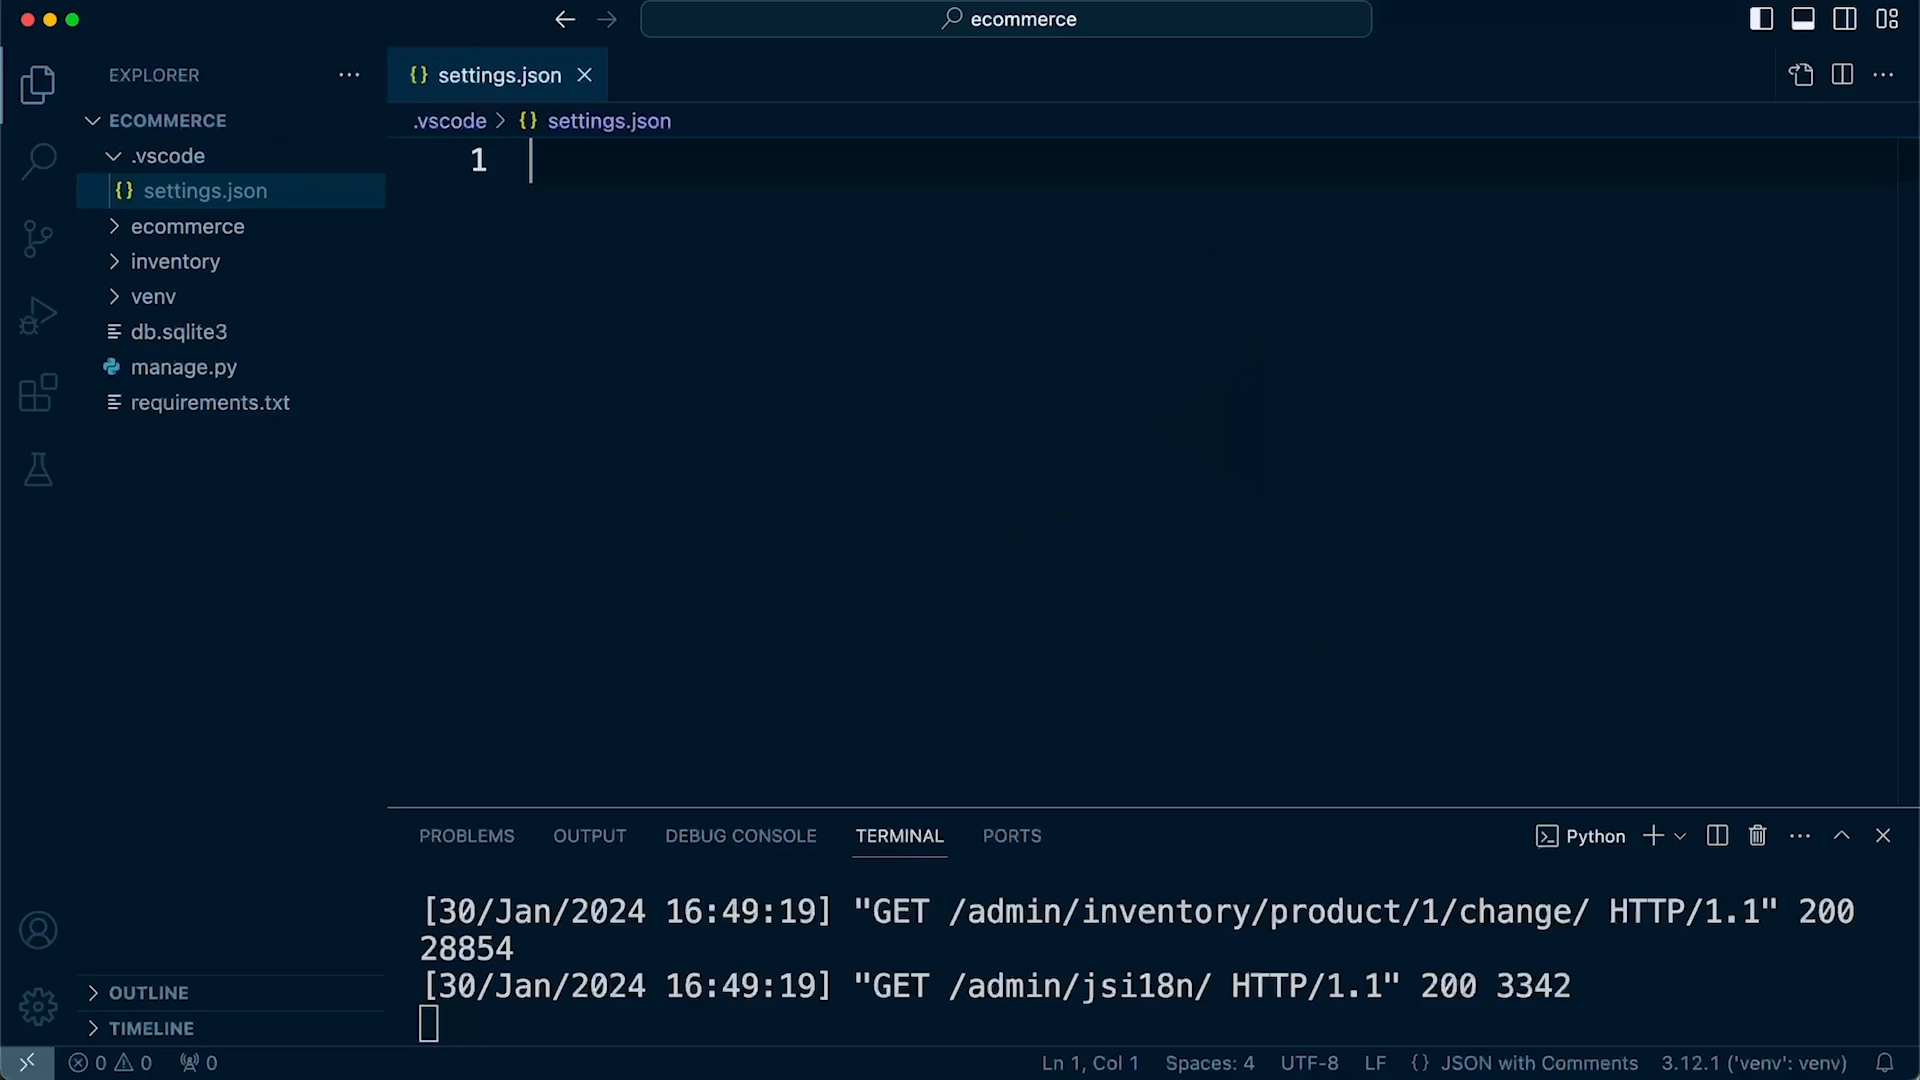 ecommerce
EXPLORER
ECOMMERCE
.vscode
{} settings.json
ecommerce
inventory
venv
db.sqlite3
manage.py
requirements.txt
OUTLINE
TIMELINE
{} settings.json
.vscode > {} settings.json
1
PROBLEMS OUTPUT DEBUG CONSOLE TERMINAL PORTS
Python
[30/Jan/2024 16:49:19] "GET /admin/inventory/product/1/change/ HTTP/1.1" 200
28854
[30/Jan/2024 16:49:19] "GET /admin/jsi18n/ HTTP/1.1" 200 3342
0 0 0 Ln 1, Col 1 Spaces: 4 UTF-8 LF {} JSON with Comments 3.12.1 ('venv': venv)